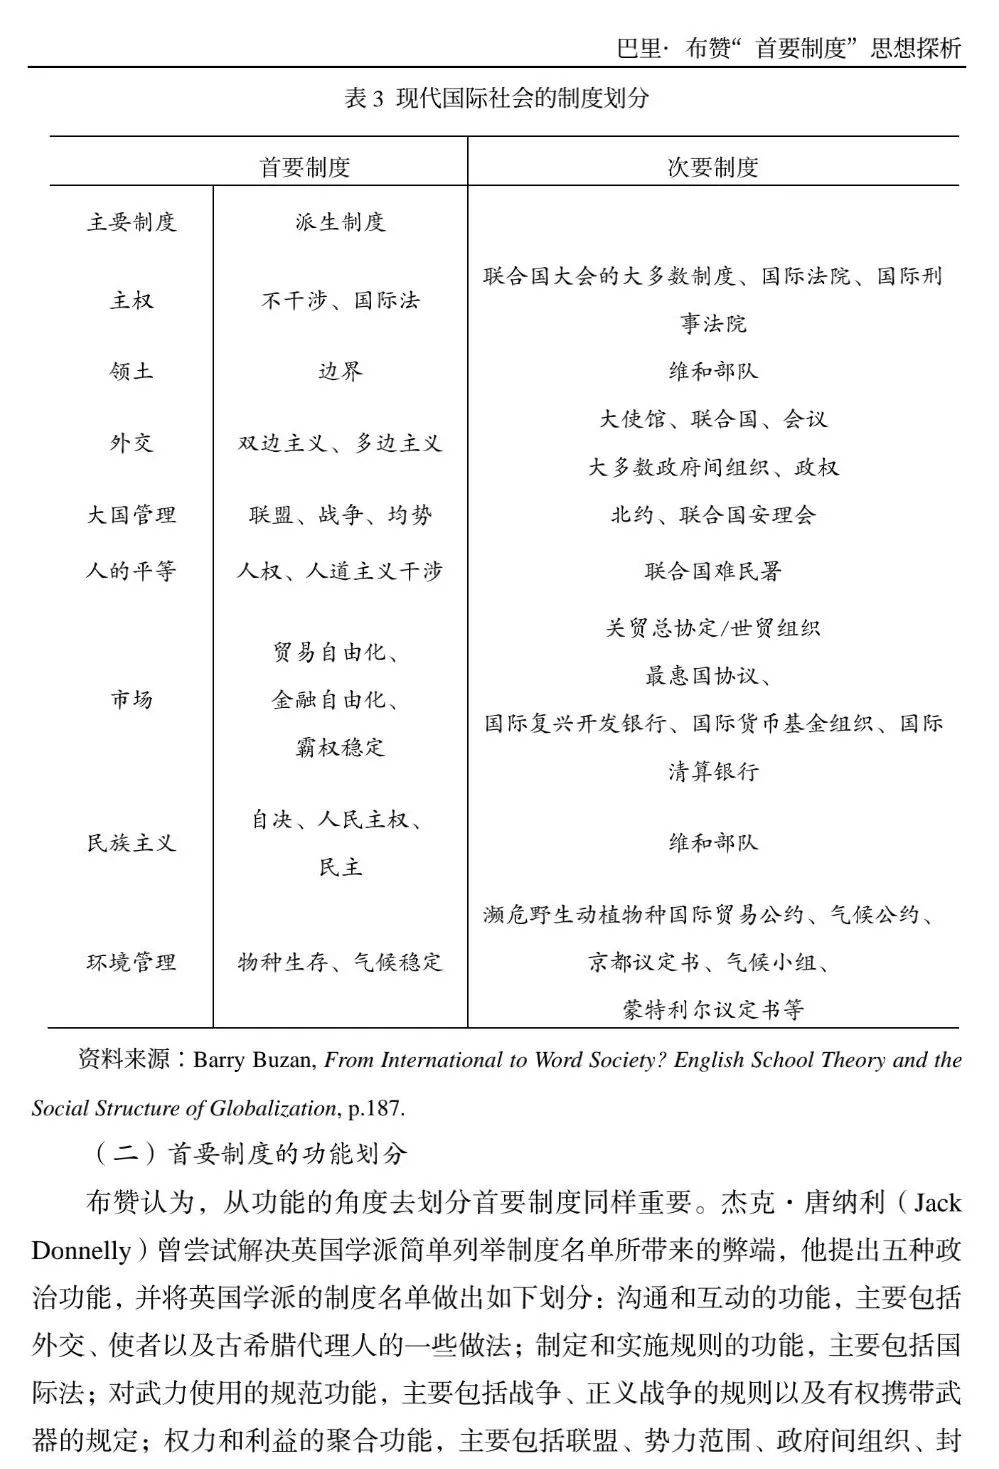 巴里· 布赞“ 首要制度” 思想探析
表 3 现代国际社会的制度划分
首要制度 次要制度
主要制度 派生制度
主权 不干涉、国际法 联合国大会的大多数制度、国际法院、国际刑
事法院
领土 边界 维和部队
外交 双边主义、多边主义 大使馆、联合国、会议
大多数政府间组织、政权
大国管理 联盟、战争、均势 北约、联合国安理会
人的平等 人权、人道主义干涉 联合国难民署
市场 贸易自由化、
金融自由化、
霸权稳定
关贸总协定/世贸组织
最惠国协议、
国际复兴开发银行、国际货币基金组织、国际
清算银行
民族主义 自决、人民主权、
民主
维和部队
环境管理 物种生存、气候稳定 濒危野生动植物种国际贸易公约、气候公约、
京都议定书、气候小组、
蒙特利尔议定书等
资料来源：Barry Buzan, From International to Word Society? English School Theory and the
Social Structure of Globalization, p.187.
（二）首要制度的功能划分
布赞认为，从功能的角度去划分首要制度同样重要。杰克·唐纳利（Jack
Donnelly）曾尝试解决英国学派简单列举制度名单所带来的弊端，他提出五种政
治功能，并将英国学派的制度名单做出如下划分：沟通和互动的功能，主要包括
外交、使者以及古希腊代理人的一些做法；制定和实施规则的功能，主要包括国
际法；对武力使用的规范功能，主要包括战争、正义战争的规则以及有权携带武
器的规定；权力和利益的聚合功能，主要包括联盟、势力范围、政府间组织、封